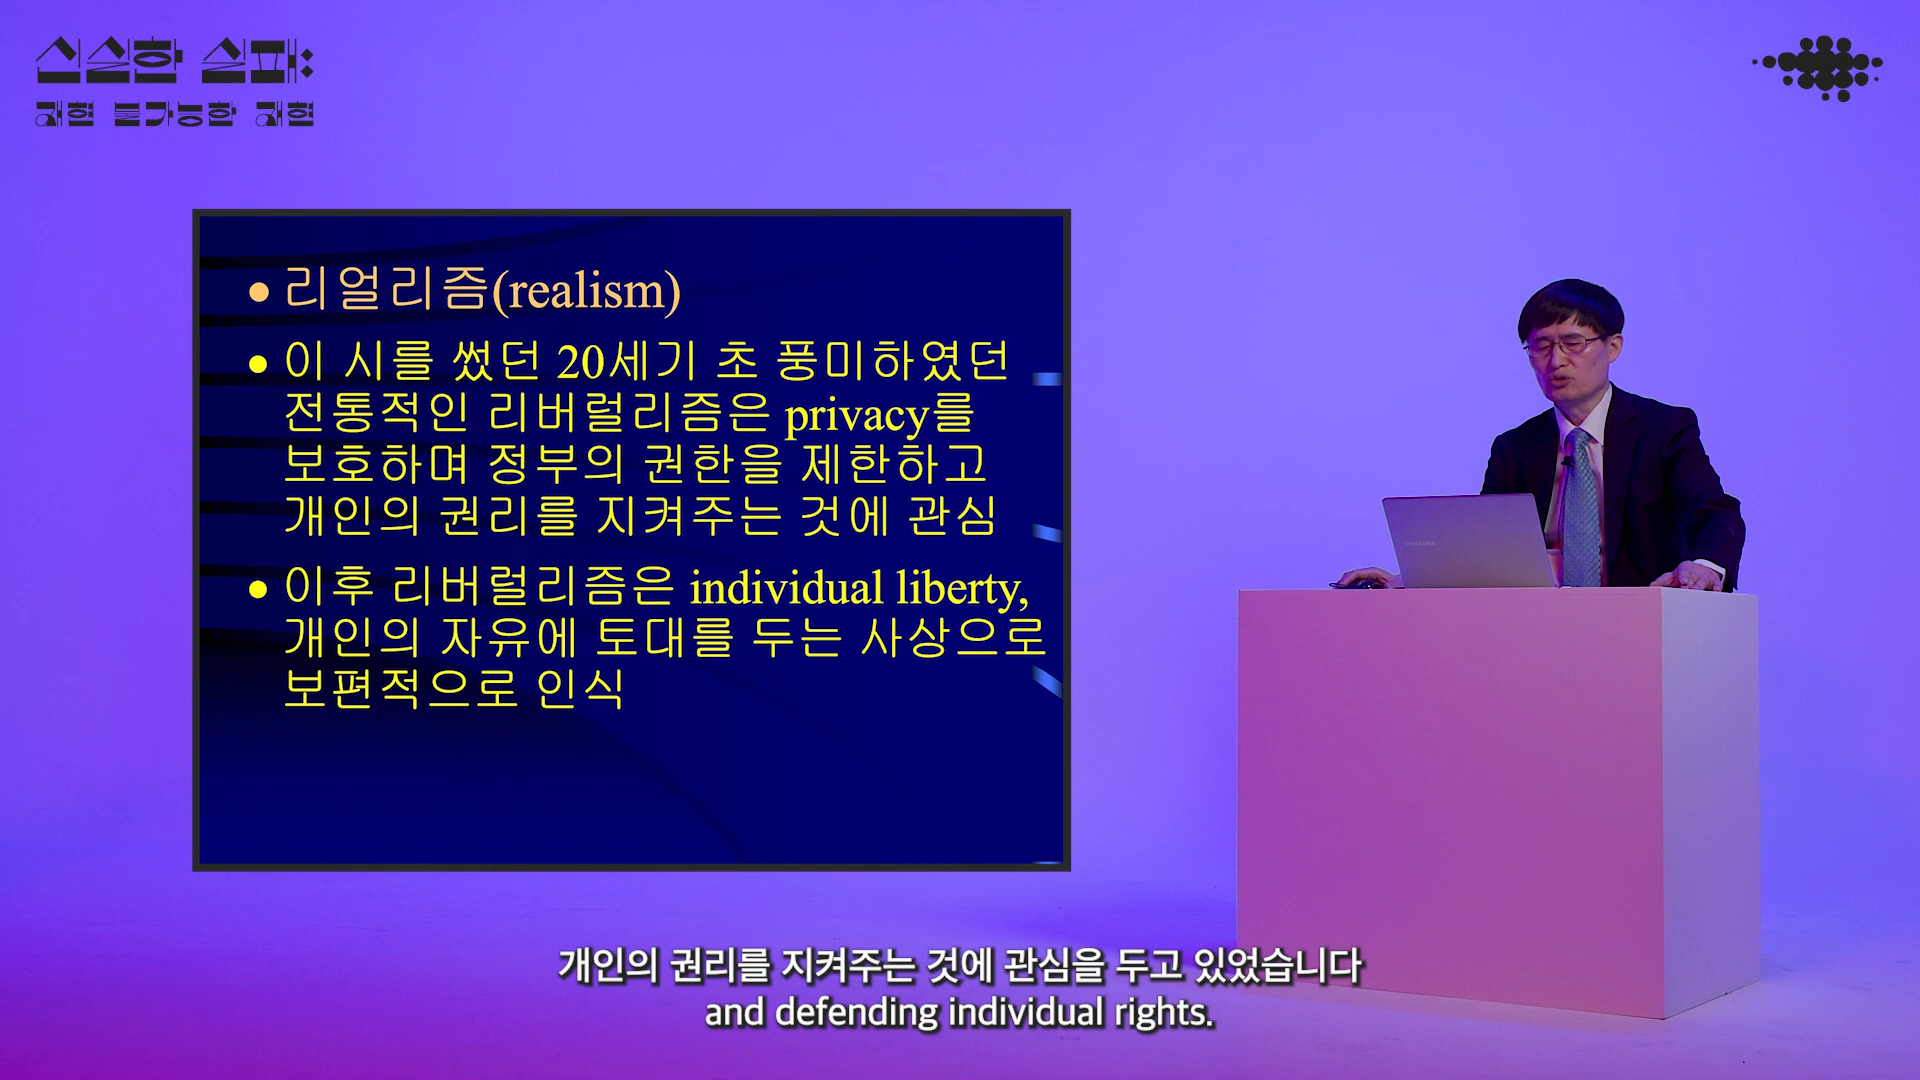 신실한 실패:
재현 불가능한 재현
• 리얼리즘(realism)
• 이 시를 썼던 20세기 초 풍미하였던
전통적인 리버럴리즘은 privacy를
보호하며 정부의 권한을 제한하고
개인의 권리를 지켜주는 것에 관심
• 이후 리버럴리즘은 individual liberty,
개인의 자유에 토대를 두는 사상으로
보편적으로 인식
SAMSUNG
개인의 권리를 지켜주는 것에 관심을 두고 있었습니다
and defending individual rights.